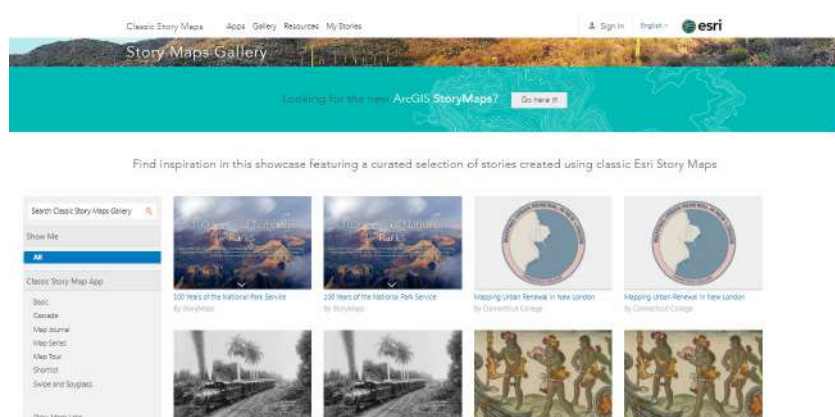 Classic Story Maps Apps Gallery Resources My Stories Sign In English esri
Story Maps Gallery
Looking for the new ArcGIS StoryMaps? Go here
Find inspiration in this showcase featuring a curated selection of stories created using classic Esri Story Maps
Search Classic Story Maps Gallery
Show Me
All
Classic Story Map App
Basic
Cascade
Map Journal
Map Series
Map Tour
Shortlist
Swipe and Spyglass
100 Years of the National Park Service
By StoryMaps
100 Years of the National Park Service
By StoryMaps
Mapping Urban Renewal in New London
By Connecticut College
Mapping Urban Renewal in New London
By Connecticut College